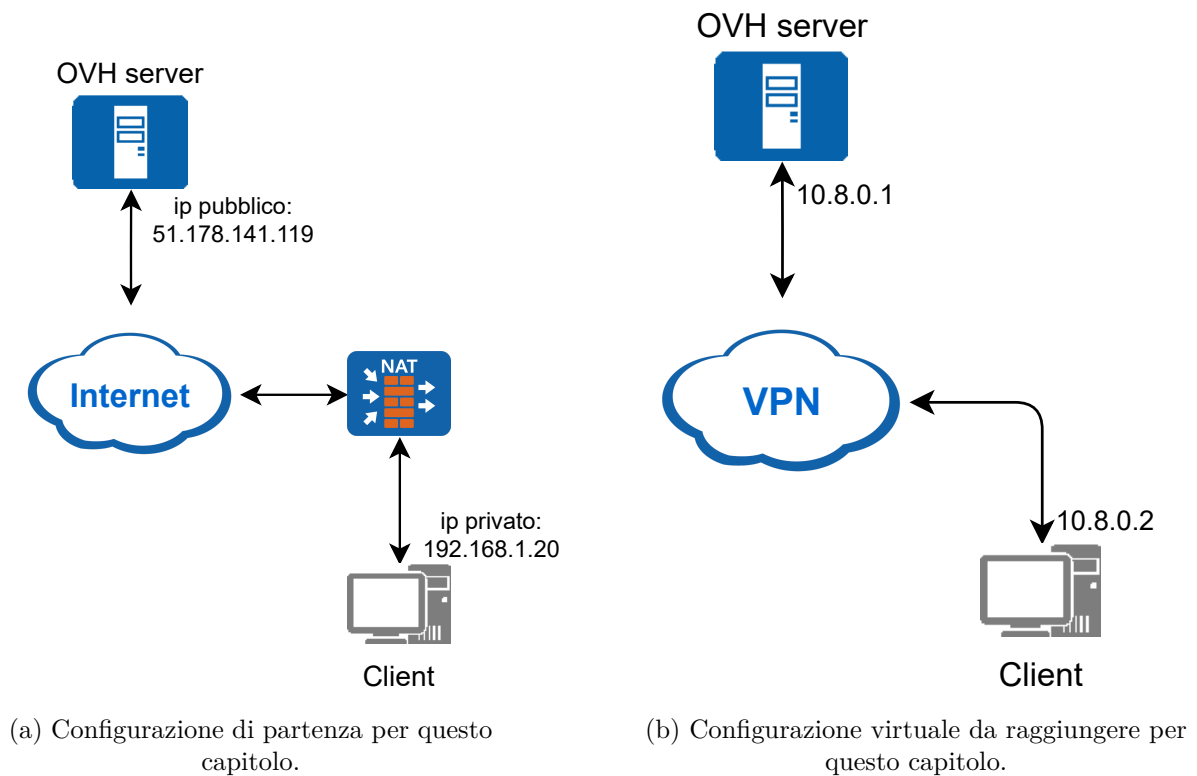 OVH server
ip pubblico:
51.178.141.119
Internet
NAT
ip privato:
192.168.1.20
Client
(a) Configurazione di partenza per questo
capitolo.
OVH server
10.8.0.1
VPN
10.8.0.2
Client
(b) Configurazione virtuale da raggiungere per
questo capitolo.